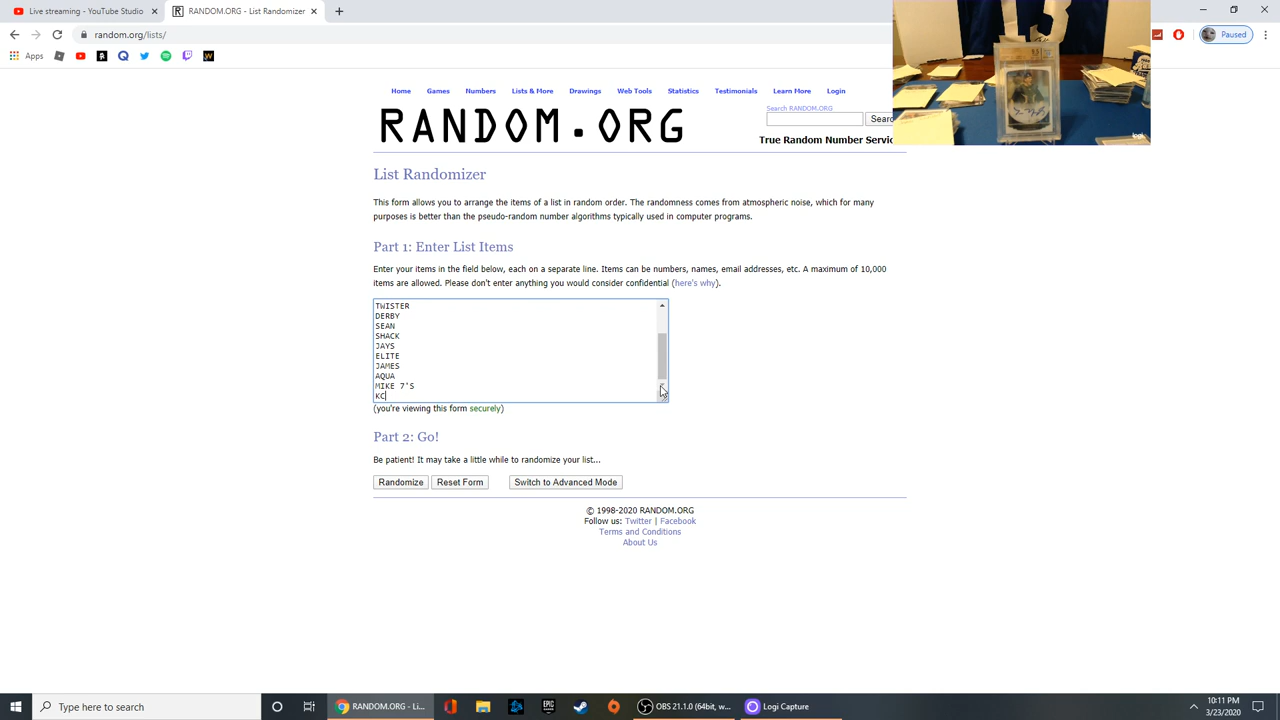 Live streaming - YouTube Studio
RANDOM.ORG - List Randomizer
random.org/lists/
Paused
Apps
Home Games Numbers Lists & More Drawings Web Tools Statistics Testimonials Learn More Login
RANDOM.ORG
Search RANDOM.ORG
Searc
True Random Number Servic
logi
List Randomizer
This form allows you to arrange the items of a list in random order. The randomness comes from atmospheric noise, which for many
purposes is better than the pseudo-random number algorithms typically used in computer programs.
Part 1: Enter List Items
Enter your items in the field below, each on a separate line. Items can be numbers, names, email addresses, etc. A maximum of 10,000
items are allowed. Please don't enter anything you would consider confidential (here's why).
TWISTER
DERBY
SEAN
SHACK
JAYS
ELITE
JAMES
AQUA
MIKE 7'S
KC
(you're viewing this form securely)
Part 2: Go!
Be patient! It may take a little while to randomize your list...
Randomize Reset Form Switch to Advanced Mode
© 1998-2020 RANDOM.ORG
Follow us: Twitter | Facebook
Terms and Conditions
About Us
Type here to search
RANDOM.ORG - Li...
EPIC GAMES
OBS 21.1.0 (64bit, w...
Logi Capture
10:11 PM
3/23/2020